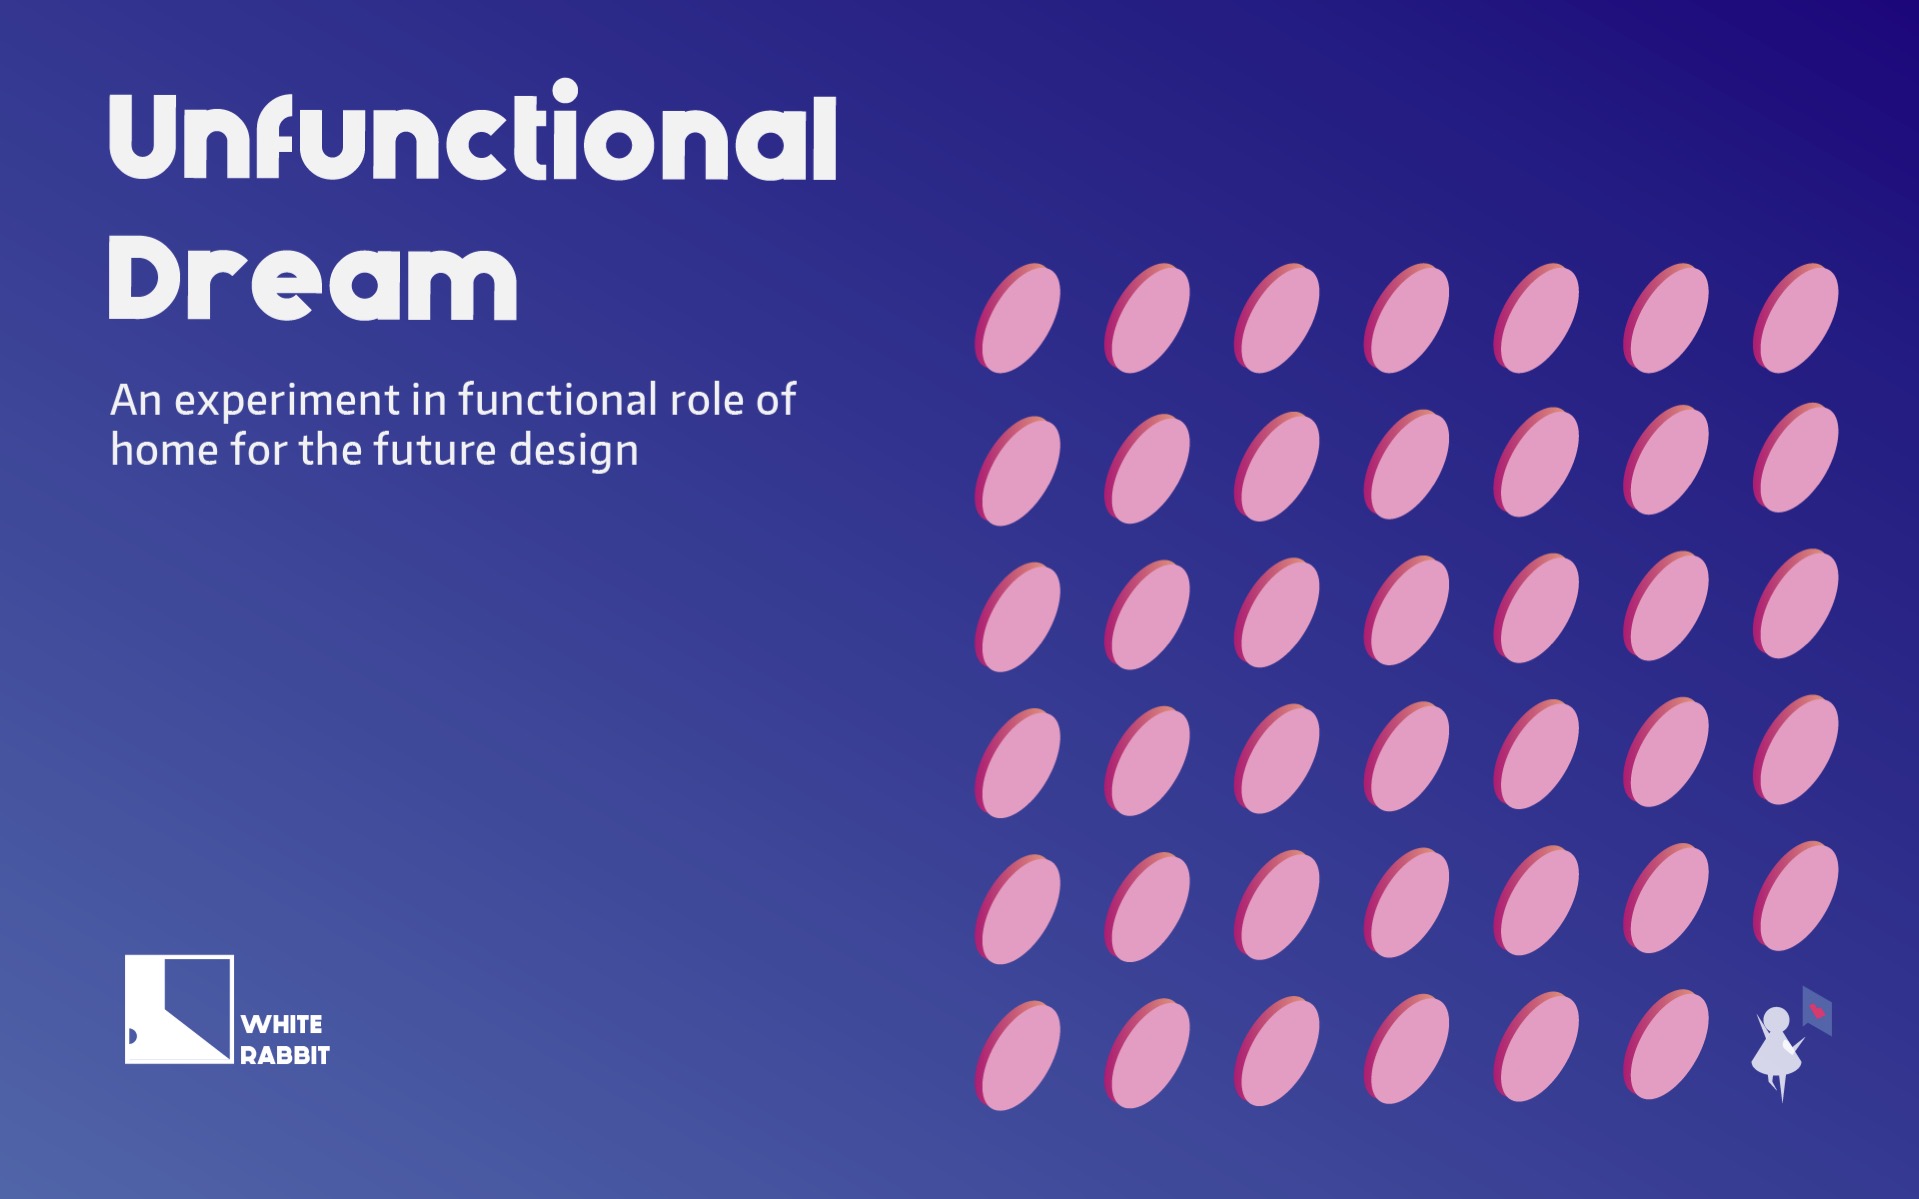 Unfunctional
Dream
An experiment in functional role of
home for the future design
WHITE
RABBIT